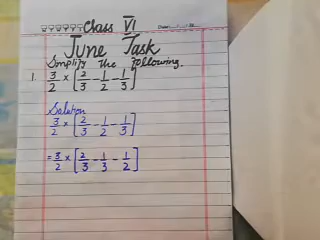 Class VI
Date:
June Task
Simplify the following.
1. 3/2 × [2/3 - 1/2 - 1/3]
Solution
3/2 × [2/3 - 1/2 - 1/3]
= 3/2 × [2/3 - 1/3 - 1/2]